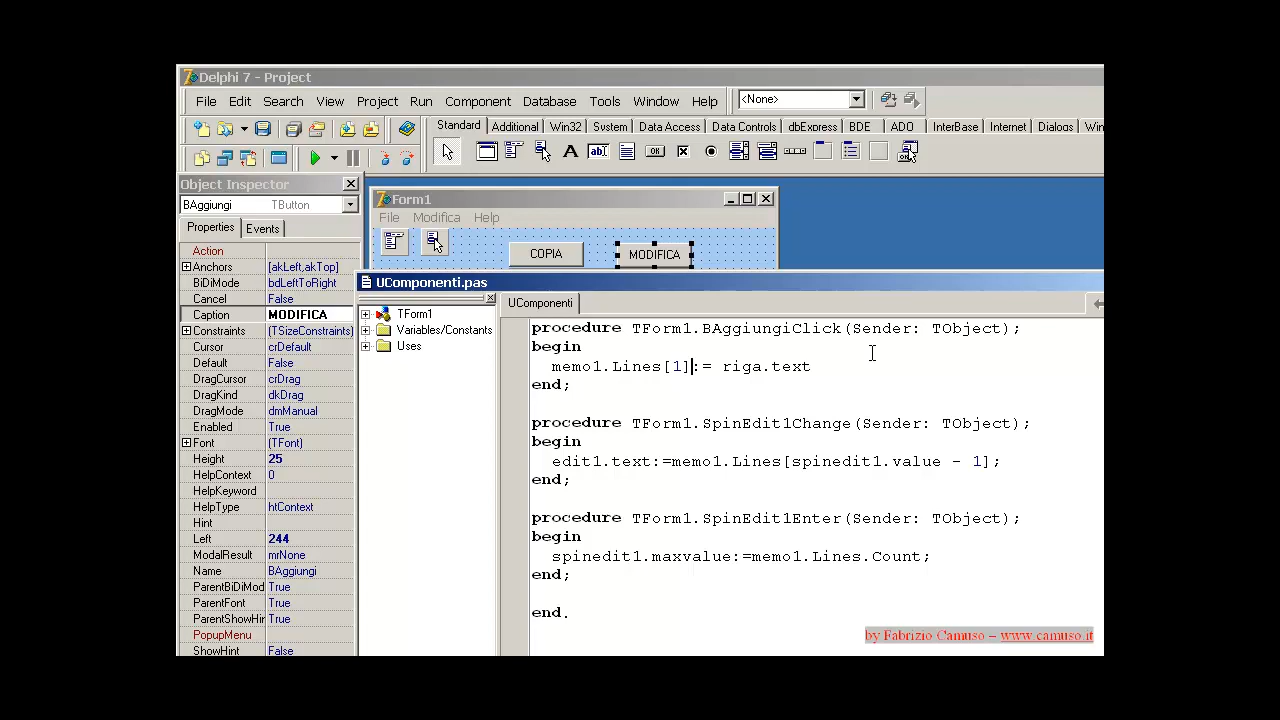 Delphi 7 - Project
File Edit Search View Project Run Component Database Tools Window Help
<None>
Standard Additional Win32 System Data Access Data Controls dbExpress BDE ADO InterBase Internet Dialogs Win
Object Inspector
BAggiungi TButton
Properties Events
Action
Anchors [akLeft,akTop]
BiDiMode bdLeftToRight
Cancel False
Caption MODIFICA
Constraints (TSizeConstraints)
Cursor crDefault
Default False
DragCursor crDrag
DragKind dkDrag
DragMode dmManual
Enabled True
Font (TFont)
Height 25
HelpContext 0
HelpKeyword
HelpType htContext
Hint
Left 244
ModalResult mrNone
Name BAggiungi
ParentBiDiMod True
ParentFont True
ParentShowHir True
PopupMenu
ShowHint False
Form1
File Modifica Help
COPIA MODIFICA
UComponenti.pas
TForm1
Variables/Constants
Uses
UComponenti
procedure TForm1.BAggiungiClick(Sender: TObject);
begin
memo1.Lines[1]:= riga.text
end;
procedure TForm1.SpinEdit1Change(Sender: TObject);
begin
edit1.text:=memo1.Lines[spinedit1.value - 1];
end;
procedure TForm1.SpinEdit1Enter(Sender: TObject);
begin
spinedit1.maxvalue:=memo1.Lines.Count;
end;
end.
by Fabrizio Camuso – www.camuso.it